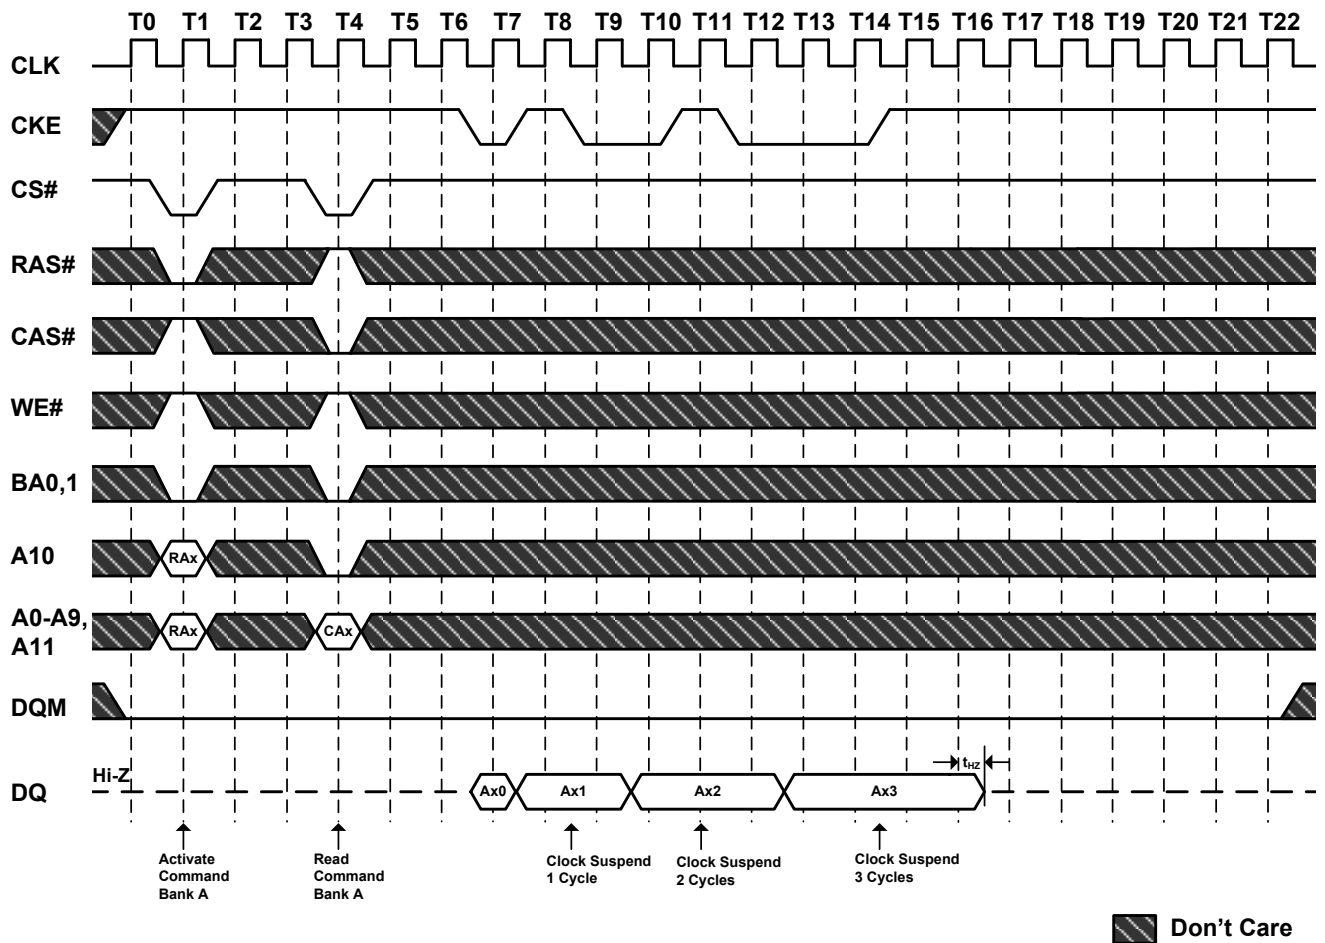 T0 T1 T2 T3 T4 T5 T6 T7 T8 T9 T10 T11 T12 T13 T14 T15 T16 T17 T18 T19 T20 T21 T22
CLK
CKE
CS#
RAS#
CAS#
WE#
BA0,1
A10
RAx
A0-A9,
A11
RAx CAx
DQM
Hi-Z
tHZ
DQ
Ax0 Ax1 Ax2 Ax3
Activate
Command
Bank A
Read
Command
Bank A
Clock Suspend
1 Cycle
Clock Suspend
2 Cycles
Clock Suspend
3 Cycles
Don't Care